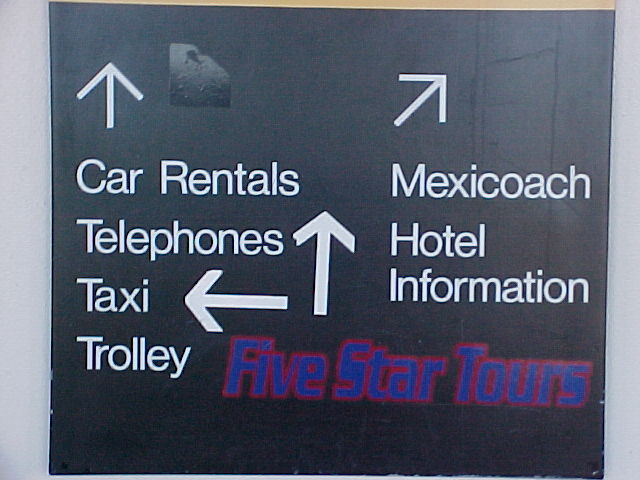 Car Rentals
Telephones
Taxi
Trolley
Mexicoach
Hotel
Information
Five Star Tours